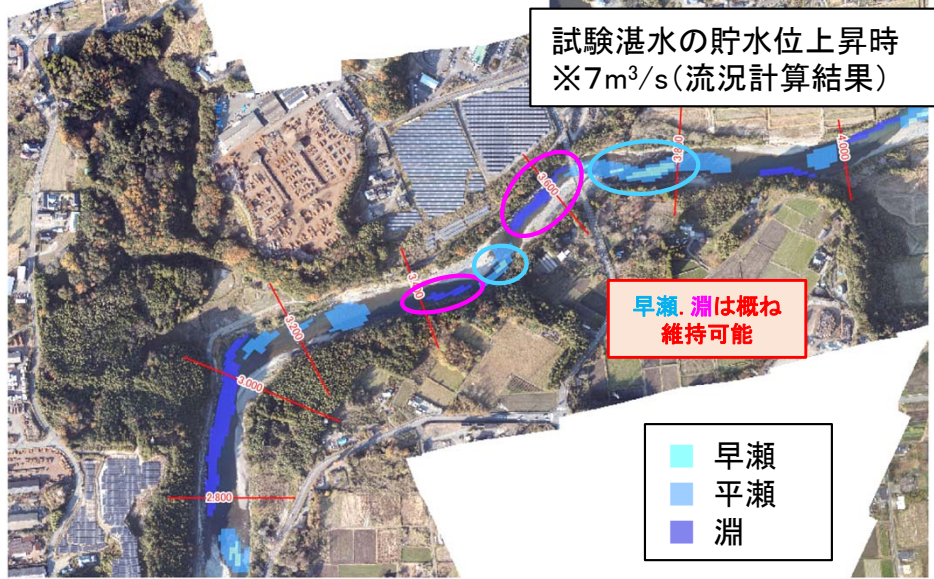 試験湛水の貯水位上昇時
※7m³/s(流況計算結果)
4,000
3,800
3,600
3,200
3,000
2,800
早瀬.淵は概ね
維持可能
早瀬
平瀬
淵